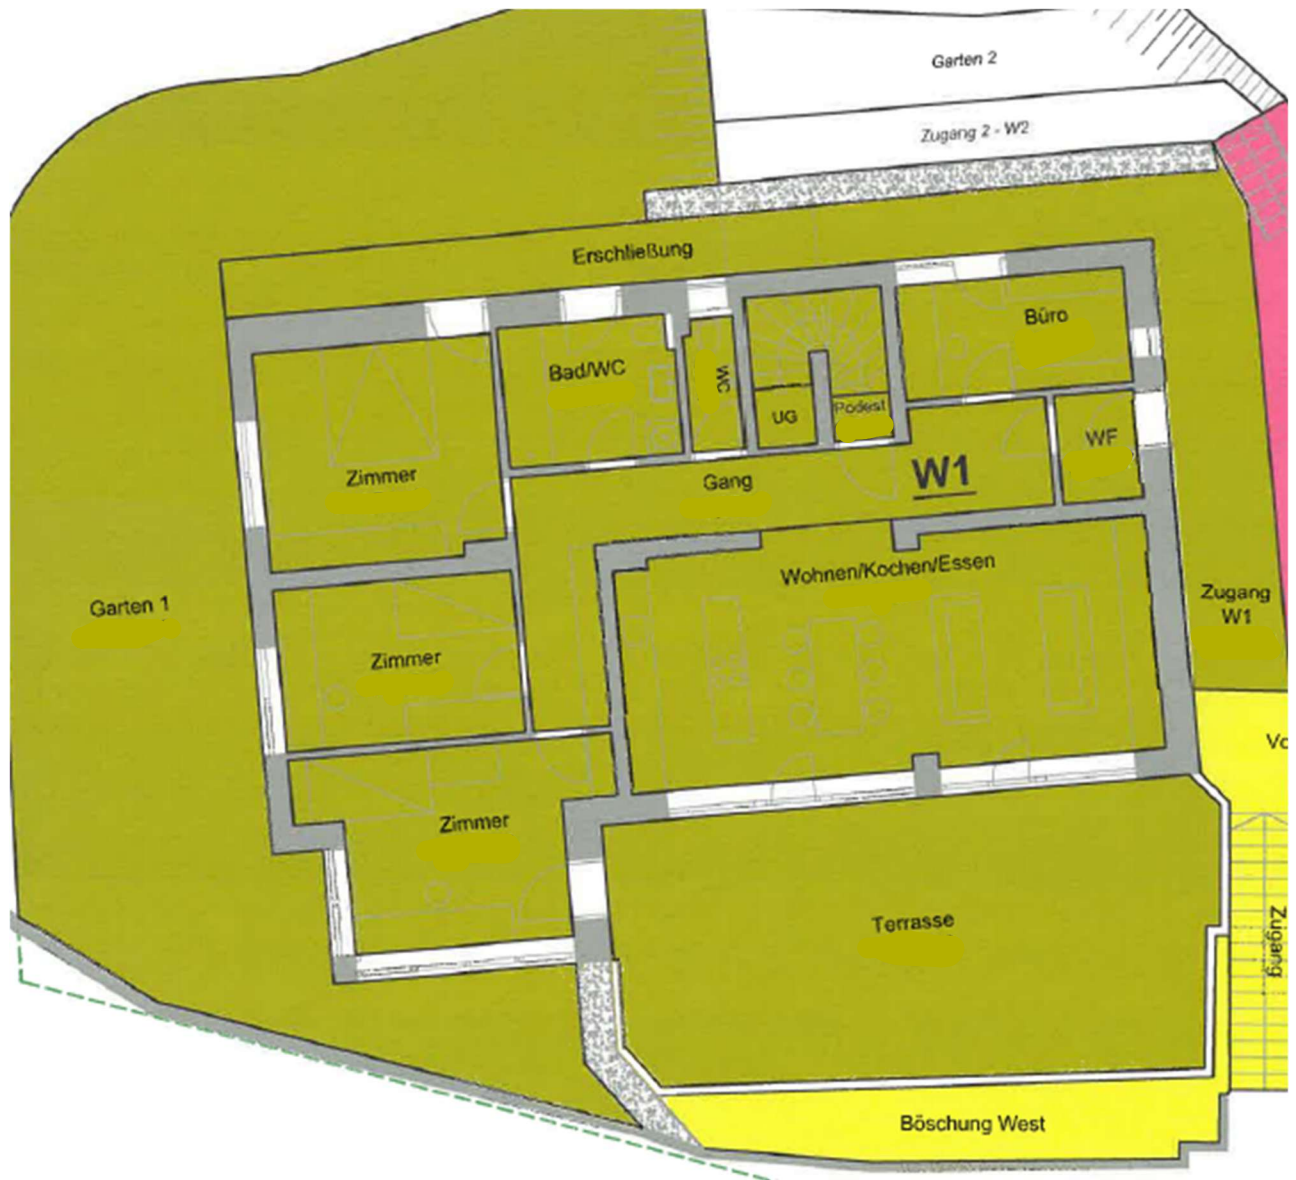 Garten 2
Zugang 2 - W2
Erschließung
Büro
Bad/WC
WC
UG
Podest
WF
Zimmer
Gang
W1
Wohnen/Kochen/Essen
Garten 1
Zugang
W1
Zimmer
Vo
Zimmer
Terrasse
Zugang
Böschung West